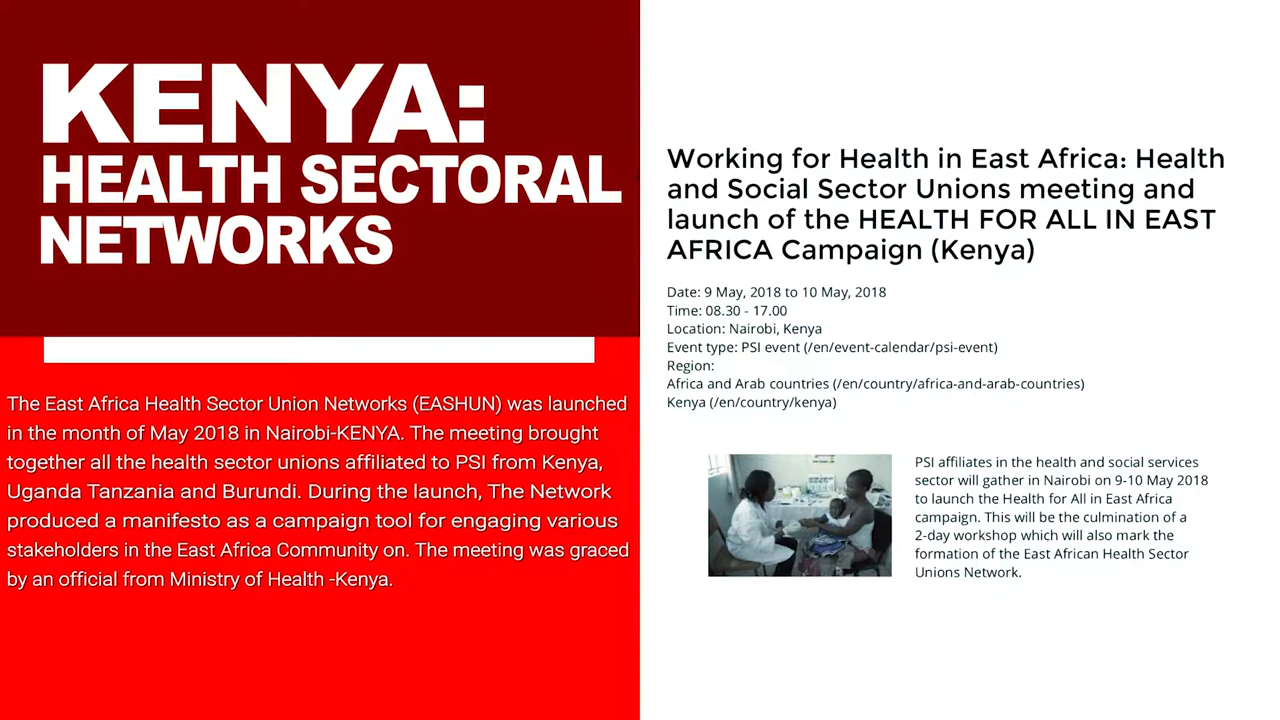 KENYA:
HEALTH SECTORAL
NETWORKS
The East Africa Health Sector Union Networks (EASHUN) was launched
in the month of May 2018 in Nairobi-KENYA. The meeting brought
together all the health sector unions affiliated to PSI from Kenya,
Uganda Tanzania and Burundi. During the launch, The Network
produced a manifesto as a campaign tool for engaging various
stakeholders in the East Africa Community on. The meeting was graced
by an official from Ministry of Health -Kenya.
Working for Health in East Africa: Health
and Social Sector Unions meeting and
launch of the HEALTH FOR ALL IN EAST
AFRICA Campaign (Kenya)
Date: 9 May, 2018 to 10 May, 2018
Time: 08.30 - 17.00
Location: Nairobi, Kenya
Event type: PSI event (/en/event-calendar/psi-event)
Region:
Africa and Arab countries (/en/country/africa-and-arab-countries)
Kenya (/en/country/kenya)
PSI affiliates in the health and social services
sector will gather in Nairobi on 9-10 May 2018
to launch the Health for All in East Africa
campaign. This will be the culmination of a
2-day workshop which will also mark the
formation of the East African Health Sector
Unions Network.